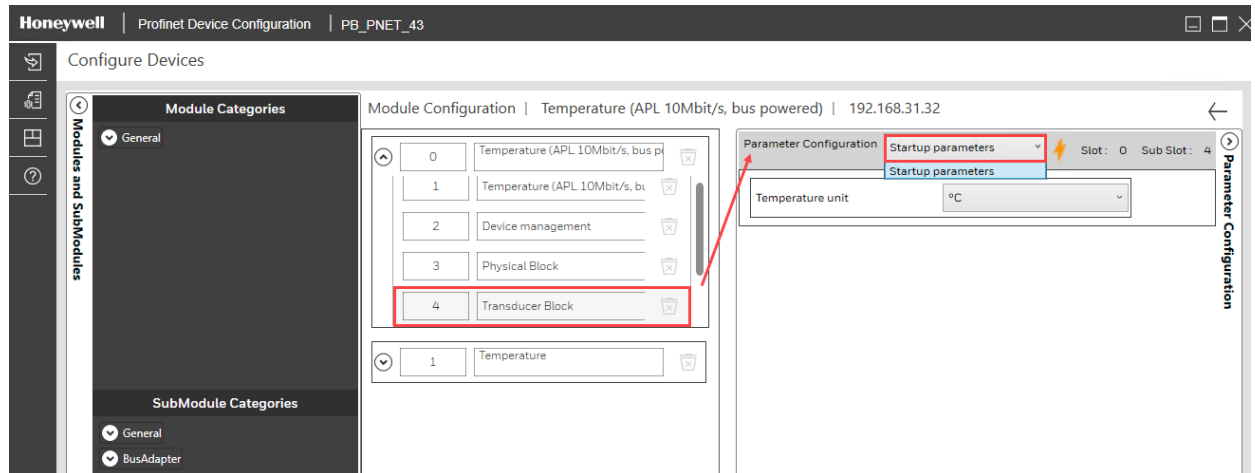 Honeywell | Profinet Device Configuration | PB_PNET_43
Configure Devices
Modules and SubModules
Module Categories
General
SubModule Categories
General
BusAdapter
Module Configuration | Temperature (APL 10Mbit/s, bus powered) | 192.168.31.32
0 Temperature (APL 10Mbit/s, bus p
1 Temperature (APL 10Mbit/s, b
2 Device management
3 Physical Block
4 Transducer Block
1 Temperature
Parameter Configuration Startup parameters Slot: 0 Sub Slot: 4
Startup parameters
Temperature unit °C
Parameter Configuration